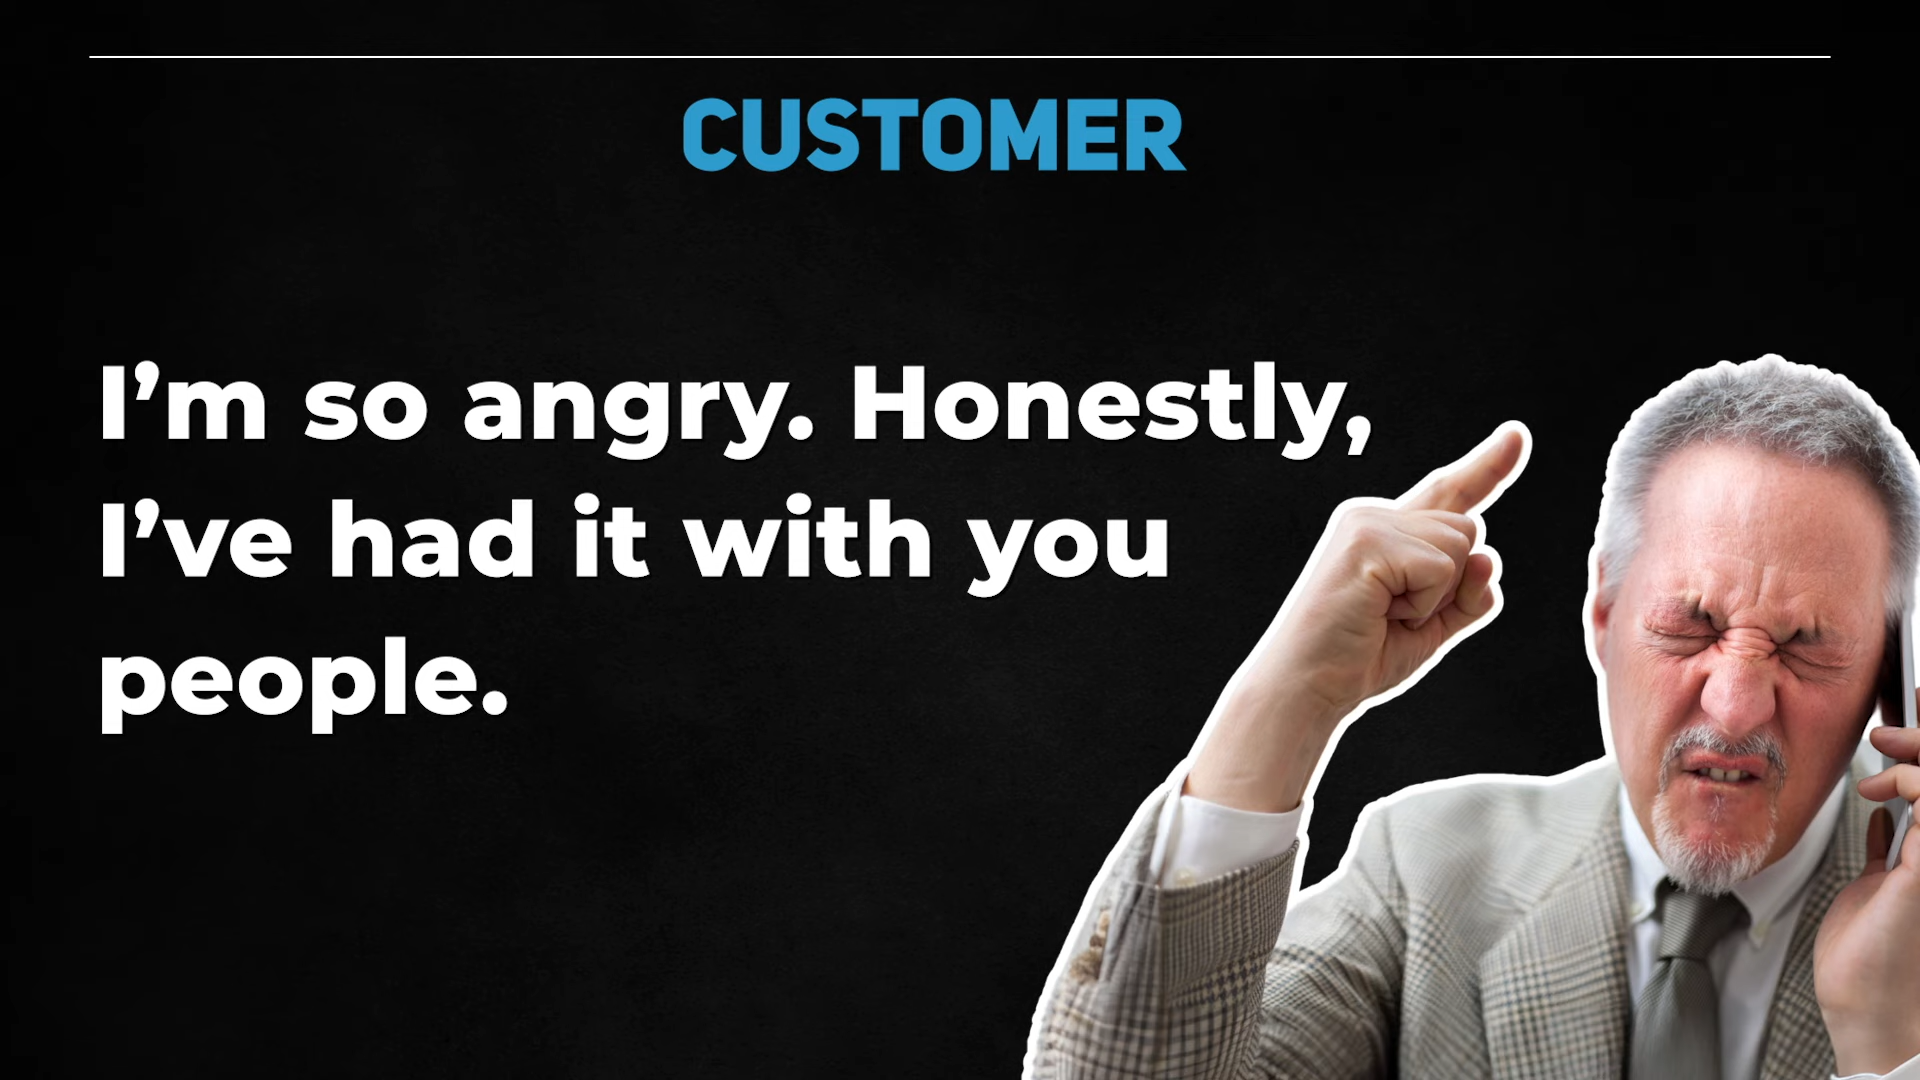 CUSTOMER
I’m so angry. Honestly,
I’ve had it with you
people.